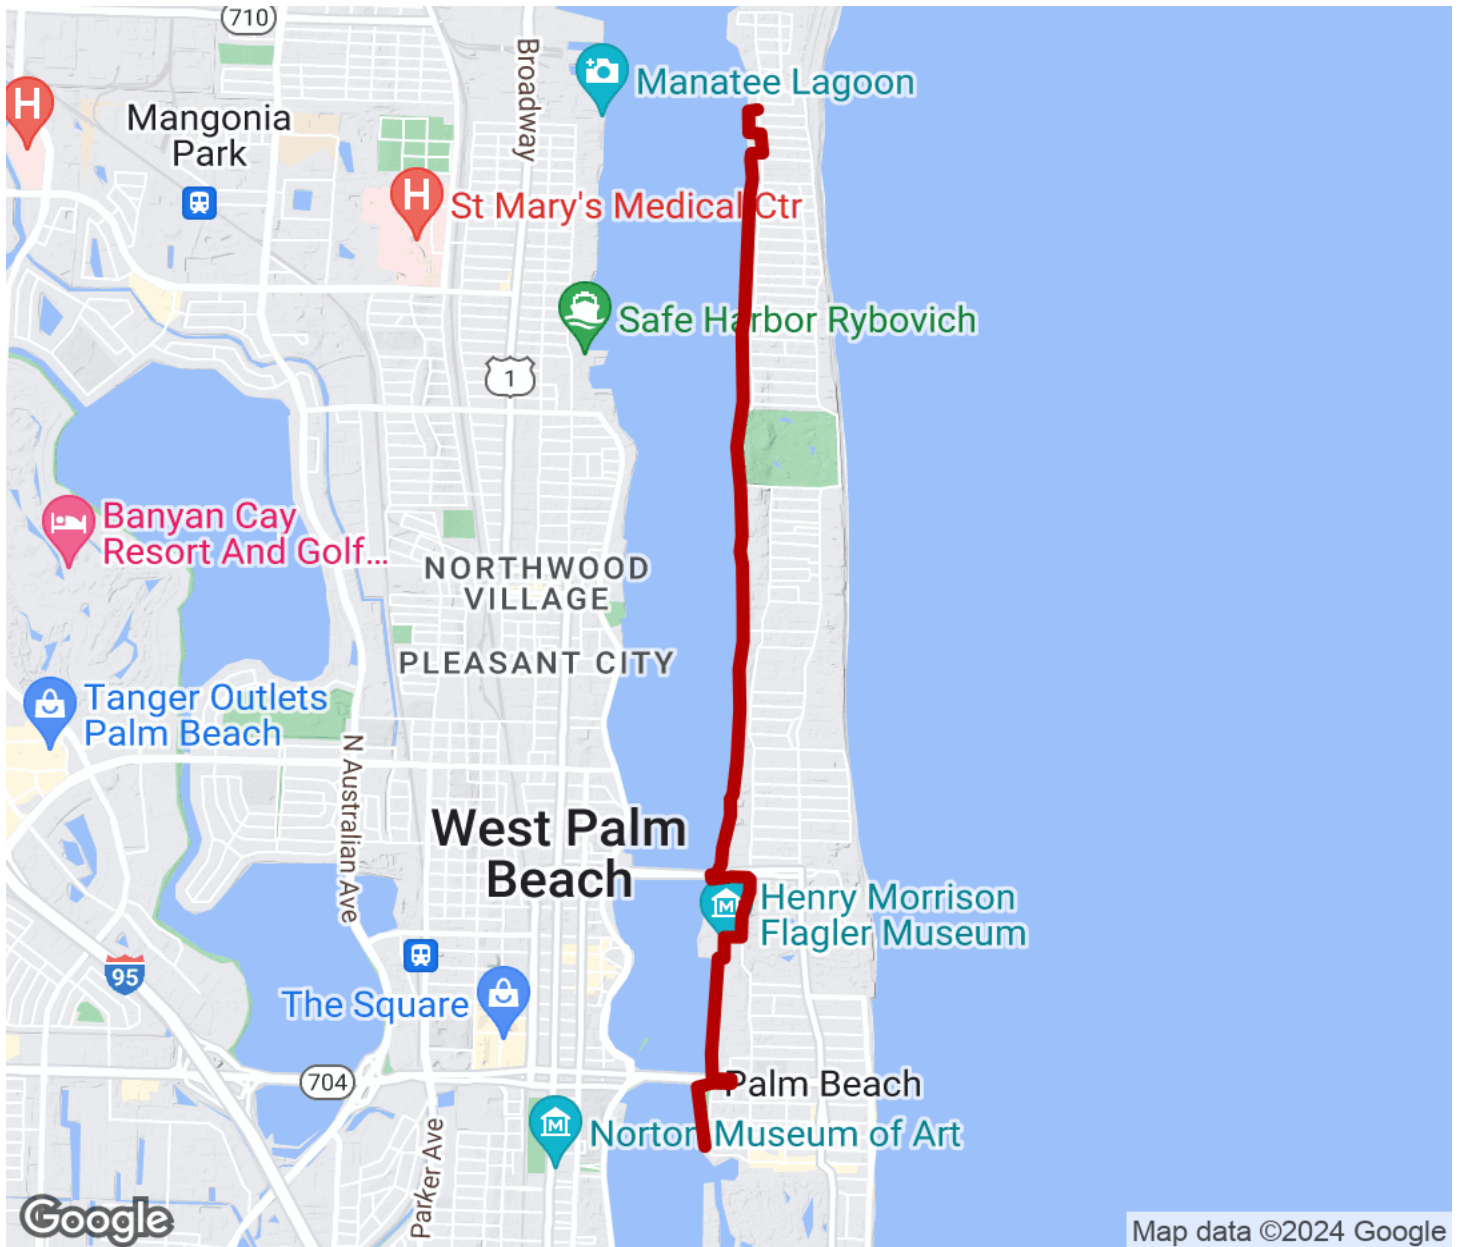 710
Broadway
Manatee Lagoon
H
Mangonia
Park
H
St Mary's Medical Ctr
Safe Harbor Rybovich
1
Banyan Cay
Resort And Golf...
NORTHWOOD
VILLAGE
PLEASANT CITY
Tanger Outlets
Palm Beach
N Australian Ave
West Palm
Beach
M
Henry Morrison
Flagler Museum
95
The Square
704
Palm Beach
M
Norton Museum of Art
Parker Ave
Google
Map data ©2024 Google